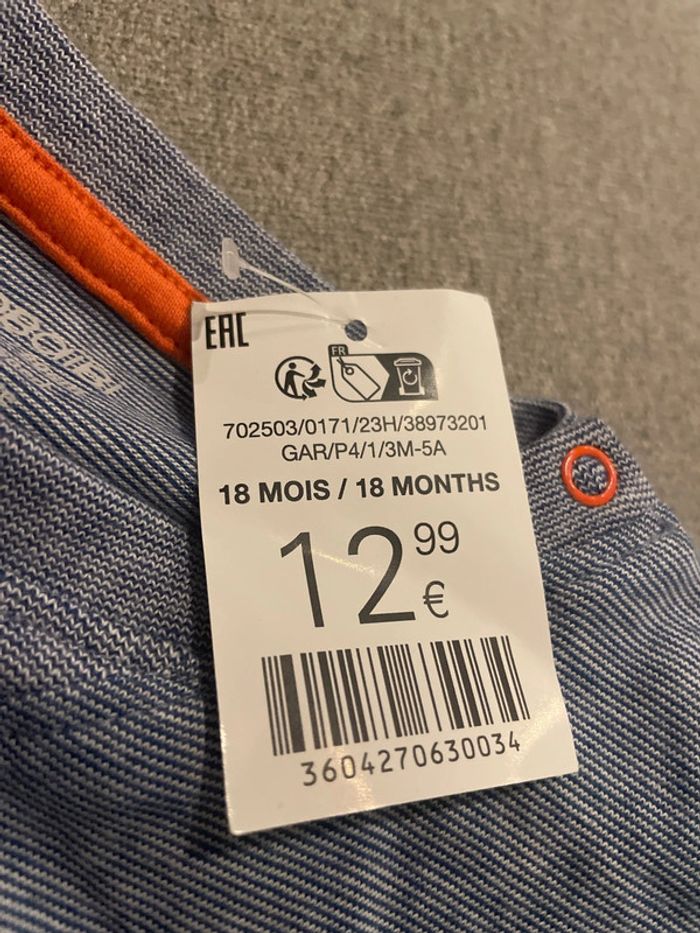 EAC
FR
702503/0171/23H/38973201
GAR/P4/1/3M-5A
18 MOIS / 18 MONTHS
12 99 €
3604270630034